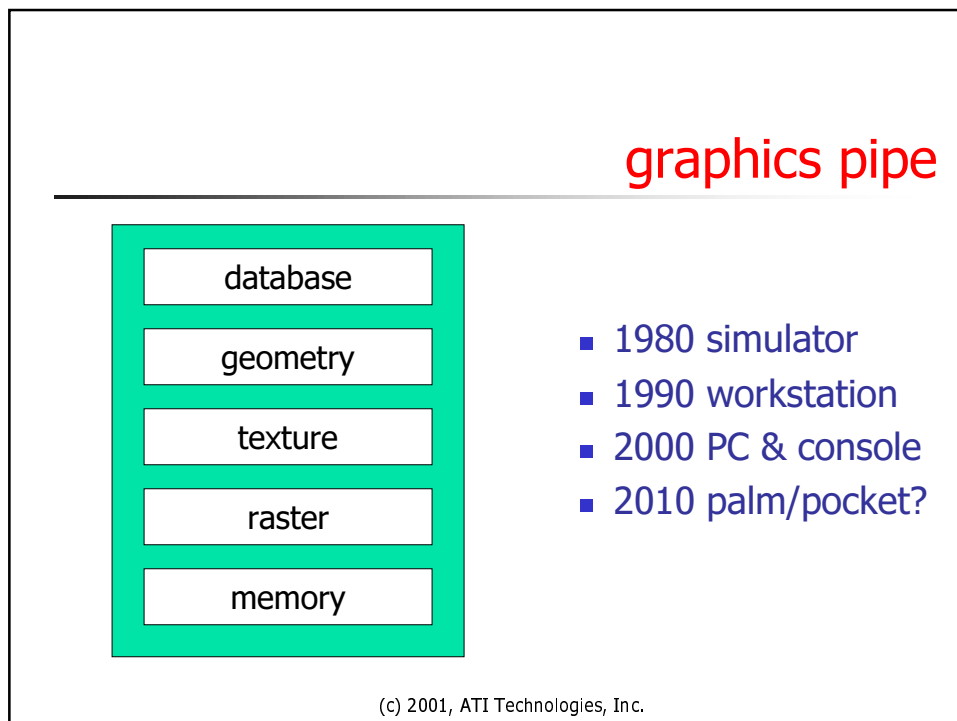 graphics pipe
database
geometry
texture
raster
memory
1980 simulator
1990 workstation
2000 PC & console
2010 palm/pocket?
(c) 2001, ATI Technologies, Inc.